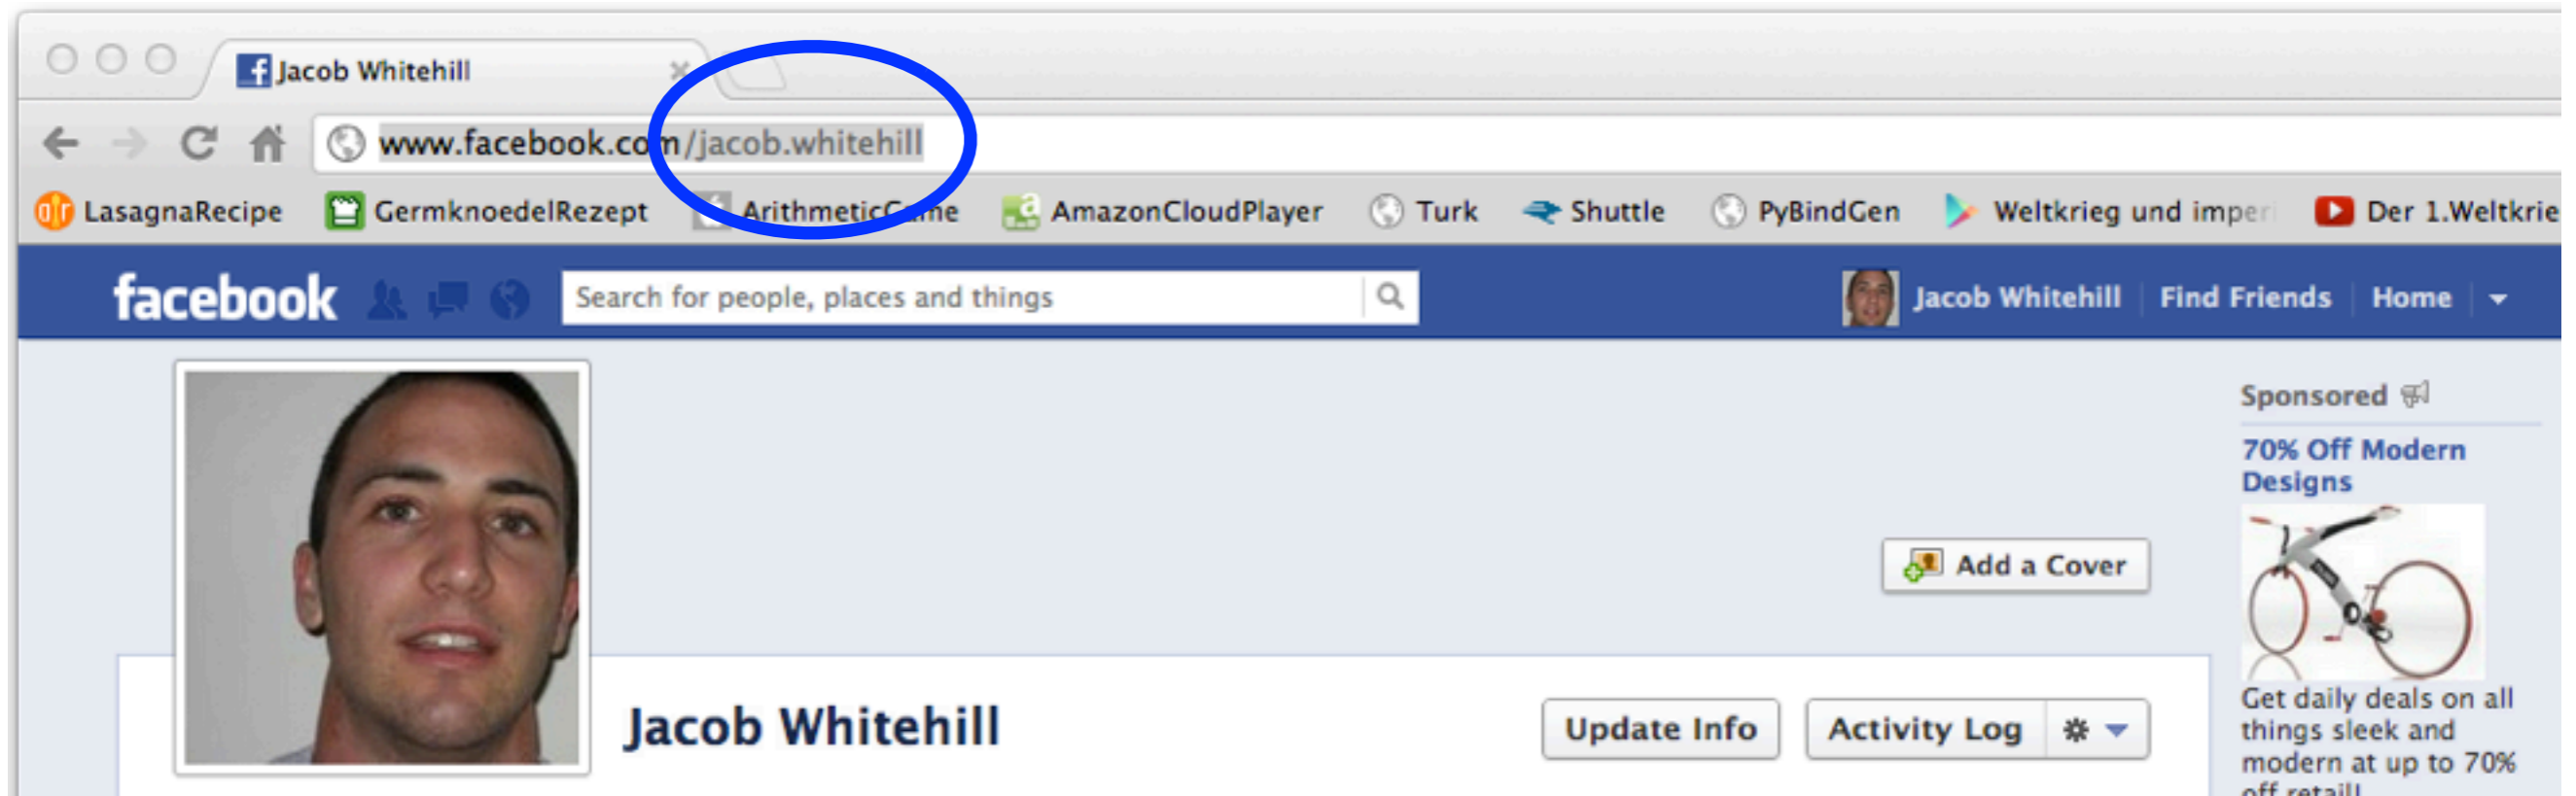 Jacob Whitehill
www.facebook.com/jacob.whitehill
LasagnaRecipe GermknoedelRezept ArithmeticGame AmazonCloudPlayer Turk Shuttle PyBindGen Weltkrieg und imper Der 1.Weltkrie
facebook Search for people, places and things Jacob Whitehill Find Friends Home
Sponsored
70% Off Modern
Designs
Add a Cover
Jacob Whitehill Update Info Activity Log
Get daily deals on all
things sleek and
modern at up to 70%
off retail!